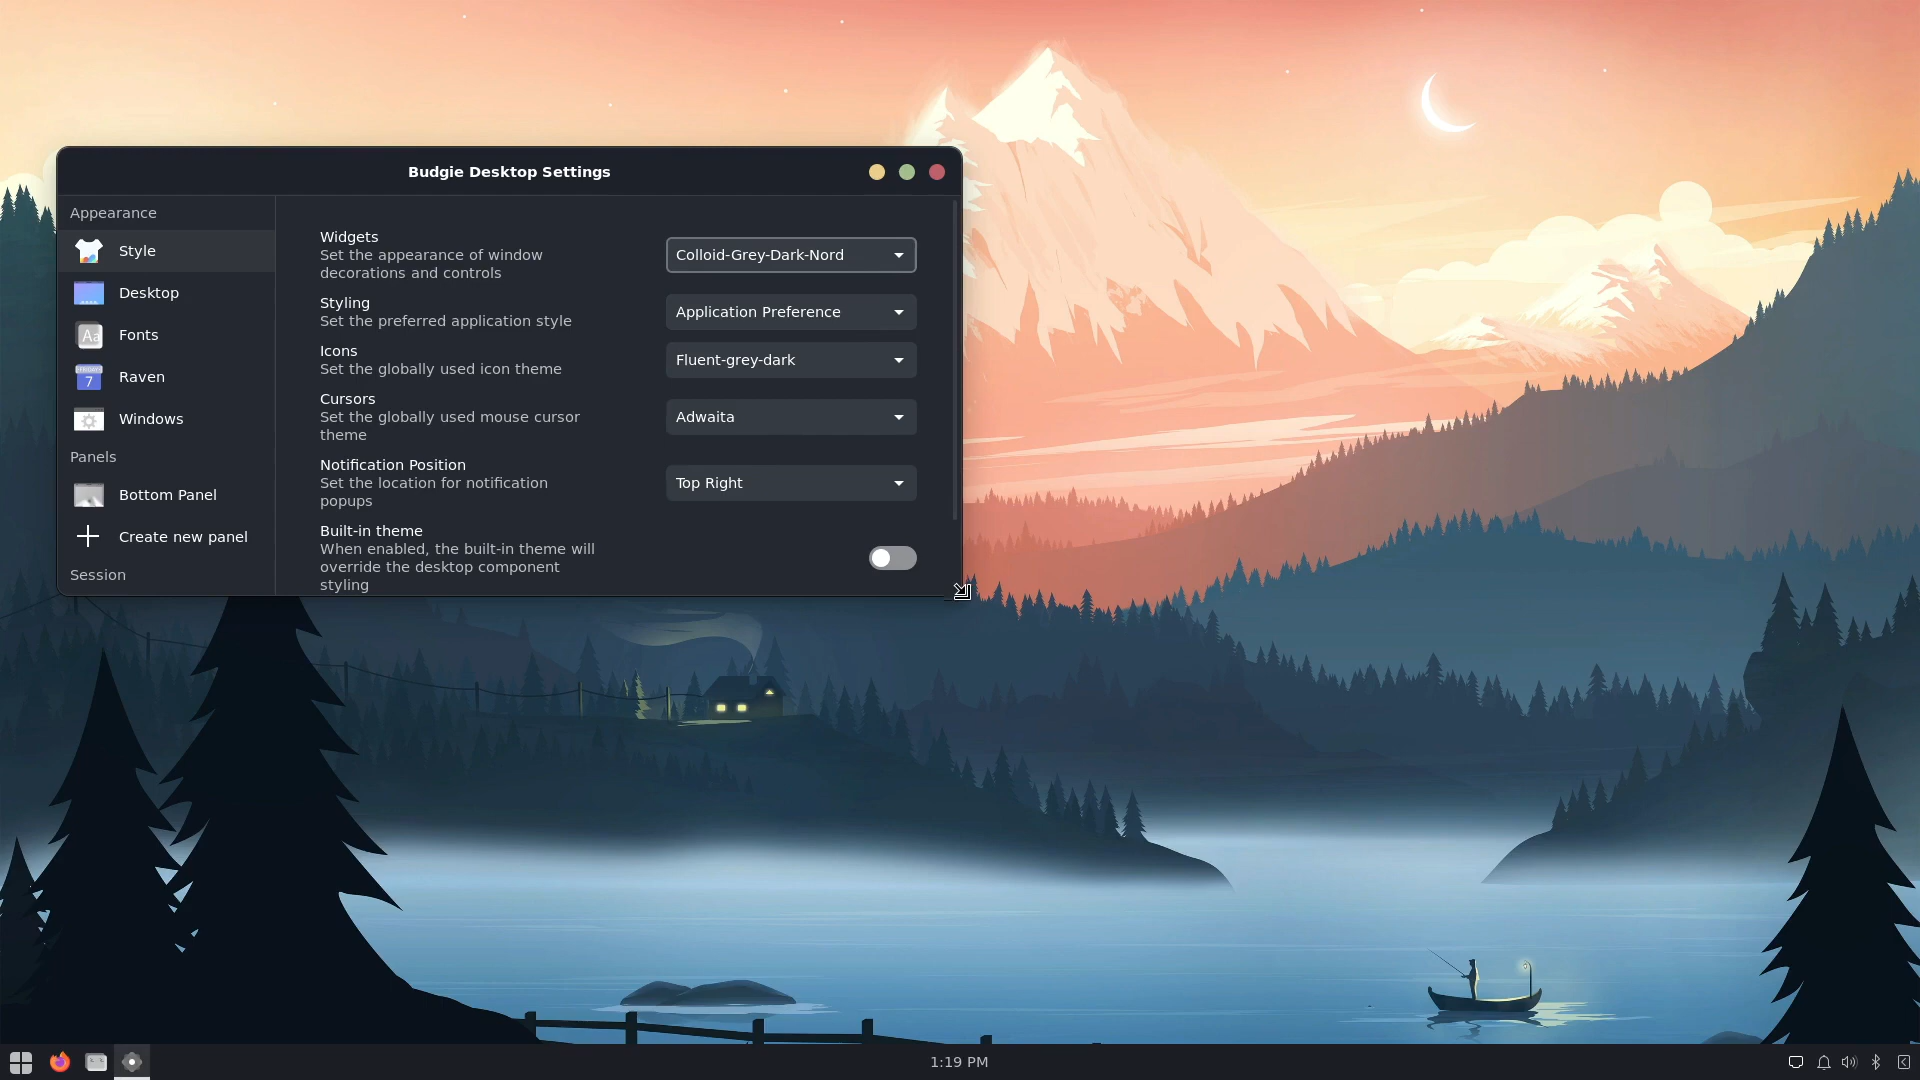 Budgie Desktop Settings
Appearance
Style
Desktop
Fonts
Aa
Raven
7
Windows
Panels
Bottom Panel
Create new panel
Session
Widgets
Set the appearance of window
decorations and controls
Colloid-Grey-Dark-Nord
Styling
Set the preferred application style
Application Preference
Icons
Set the globally used icon theme
Fluent-grey-dark
Cursors
Set the globally used mouse cursor
theme
Adwaita
Notification Position
Set the location for notification
popups
Top Right
Built-in theme
When enabled, the built-in theme will
override the desktop component
styling
1:19 PM